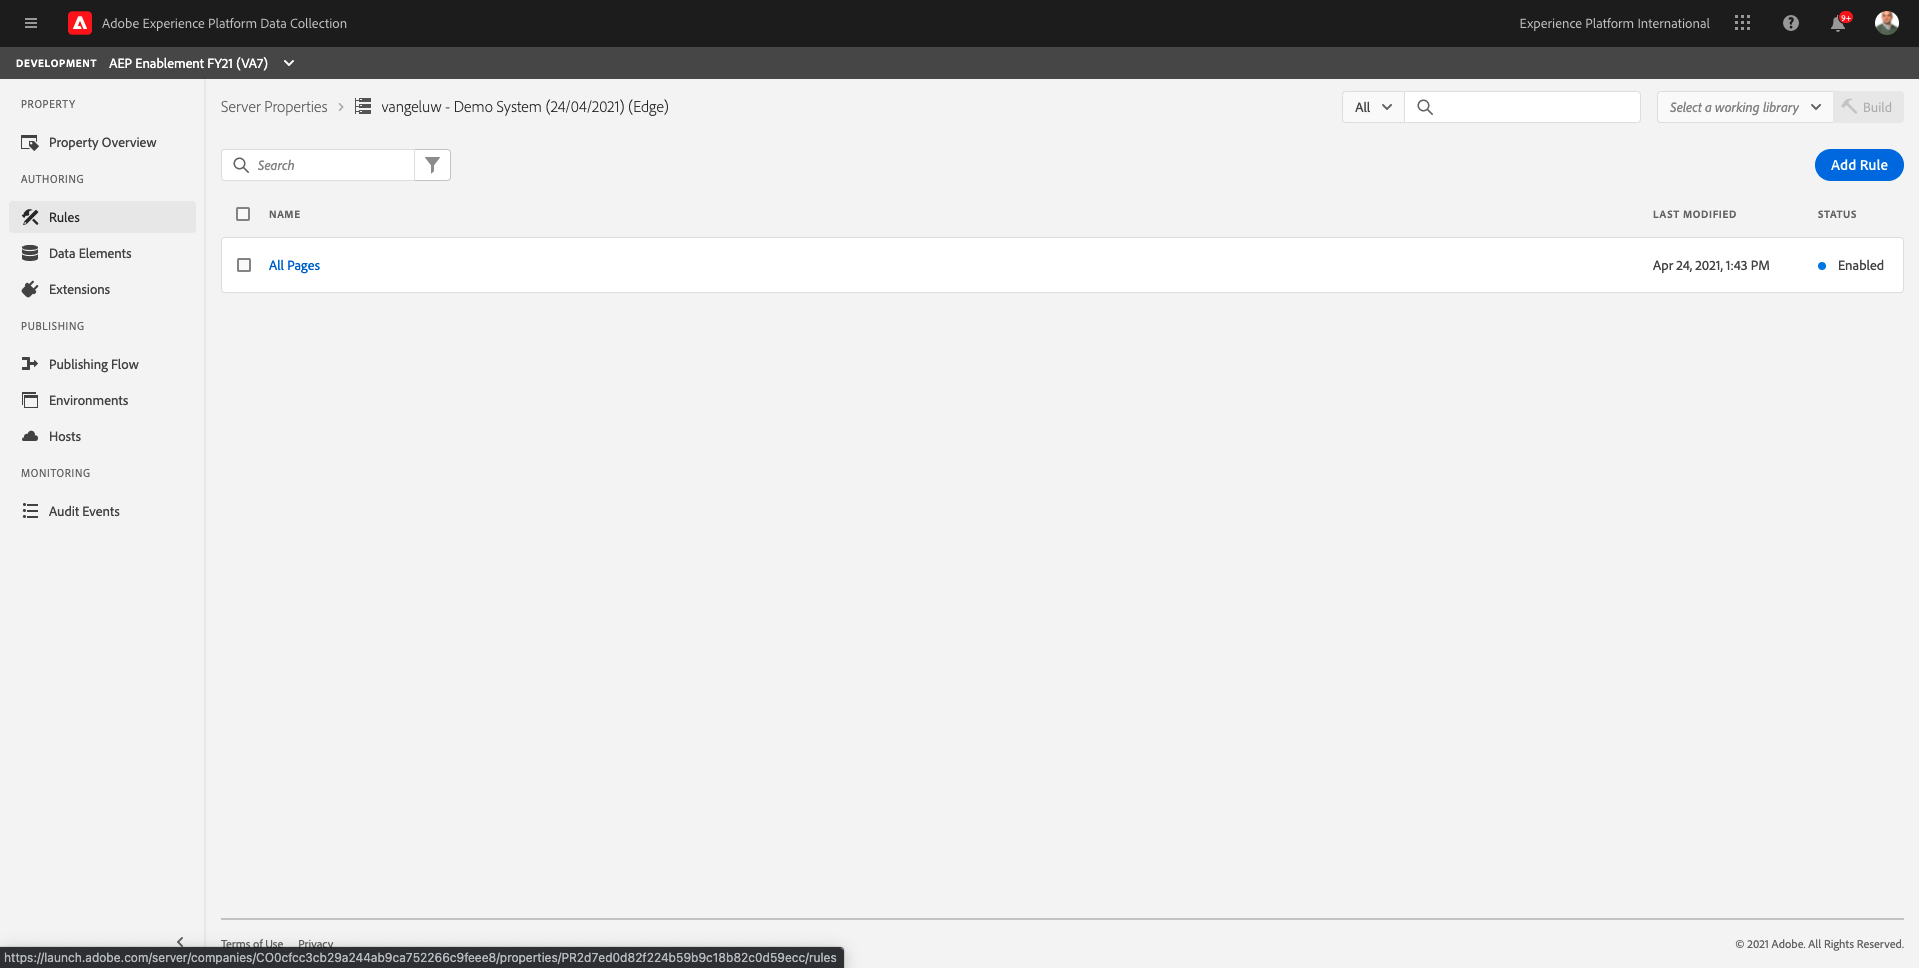 Adobe Experience Platform Data Collection
Experience Platform International
9+
DEVELOPMENT AEP Enablement FY21 (VA7)
PROPERTY
Property Overview
AUTHORING
Rules
Data Elements
Extensions
PUBLISHING
Publishing Flow
Environments
Hosts
MONITORING
Audit Events
Server Properties > vangeluw - Demo System (24/04/2021) (Edge)
All
Select a working library
Build
Search
Add Rule
NAME LAST MODIFIED STATUS
All Pages Apr 24, 2021, 1:43 PM Enabled
Terms of Use Privacy
© 2021 Adobe. All Rights Reserved.
https://launch.adobe.com/server/companies/CO0cfcc3cb29a244ab9ca752266c9feee8/properties/PR2d7ed0d82f224b59b9c18b82c0d59ecc/rules